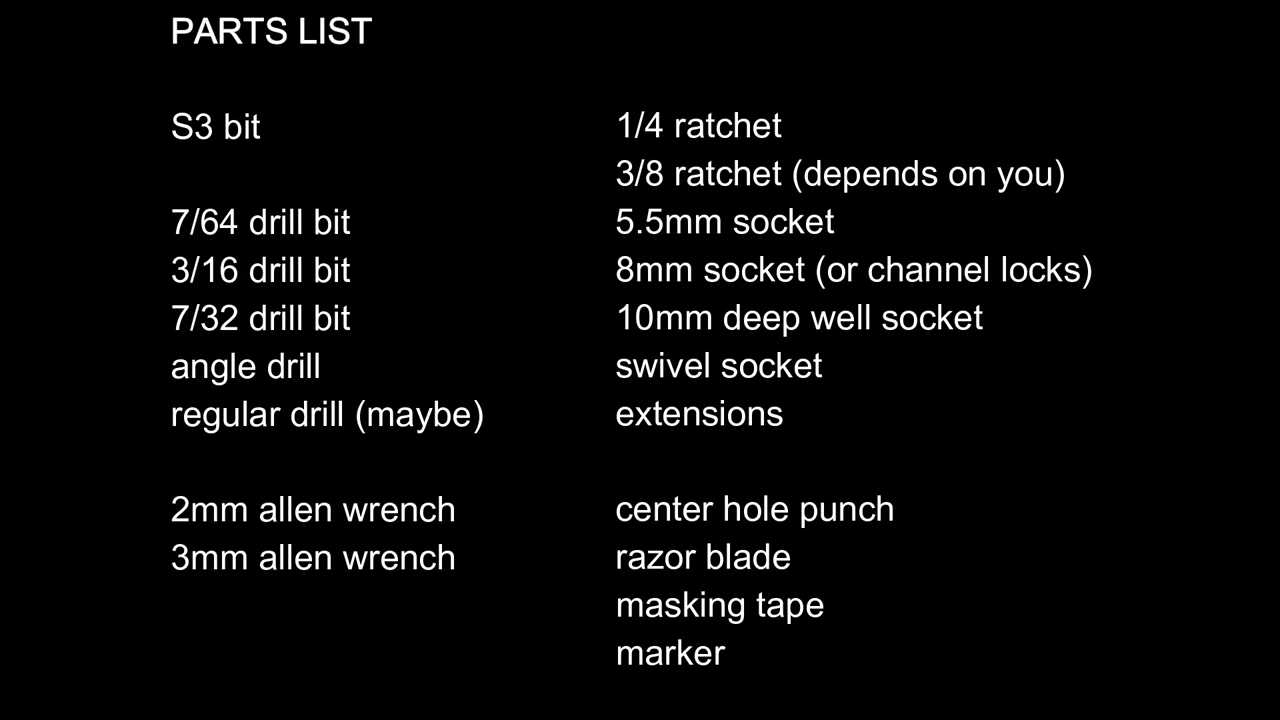 PARTS LIST
S3 bit
7/64 drill bit
3/16 drill bit
7/32 drill bit
angle drill
regular drill (maybe)
2mm allen wrench
3mm allen wrench
1/4 ratchet
3/8 ratchet (depends on you)
5.5mm socket
8mm socket (or channel locks)
10mm deep well socket
swivel socket
extensions
center hole punch
razor blade
masking tape
marker